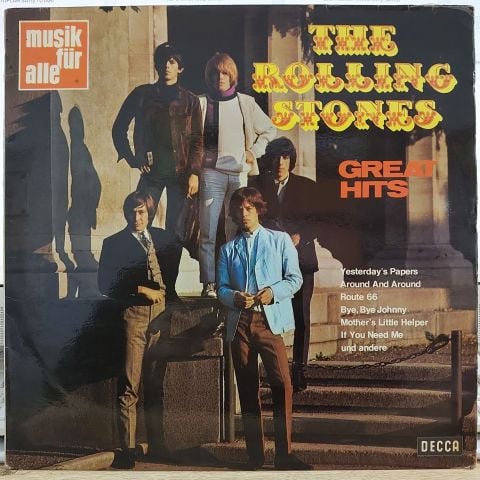 musik
für
alle
THE
ROLLING
STONES
GREAT
HITS
Yesterday's Papers
Around And Around
Route 66
Bye, Bye Johnny
Mother's Little Helper
If You Need Me
und andere
DECCA